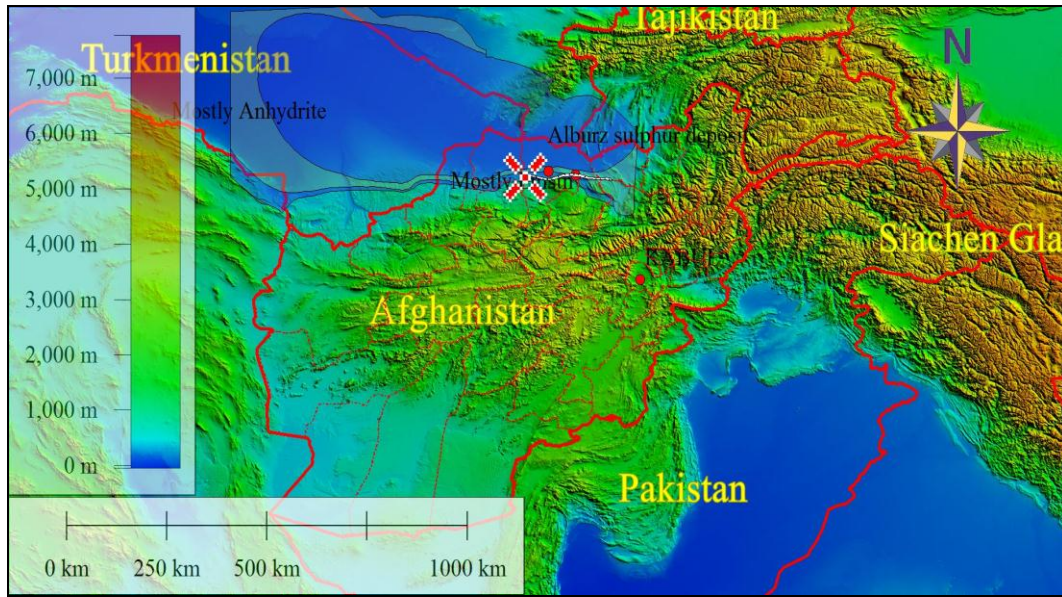 Tajikistan
N
Turkmenistan
7,000 m
Mostly Anhydrite
6,000 m
Alburz sulphur deposit
5,000 m
Mostly
4,000 m
Siachen Gla
KABUL
3,000 m
Afghanistan
2,000 m
1,000 m
Pakistan
0 m
0 km
250 km
500 km
1000 km